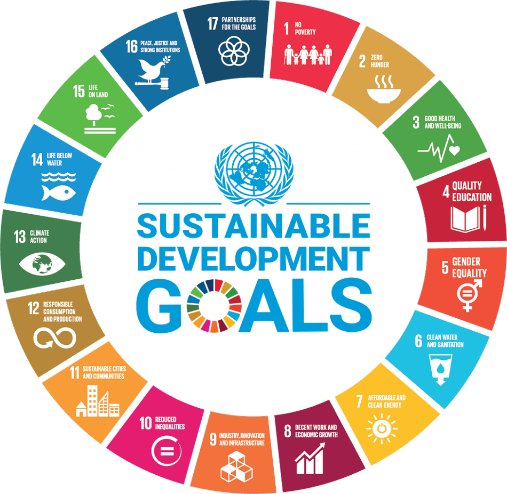 1 NO
POVERTY
2 ZERO
HUNGER
3 GOOD HEALTH
AND WELL-BEING
4 QUALITY
EDUCATION
5 GENDER
EQUALITY
6 CLEAN WATER
AND SANITATION
7 AFFORDABLE AND
CLEAN ENERGY
8 DECENT WORK AND
ECONOMIC GROWTH
9 INDUSTRY, INNOVATION
AND INFRASTRUCTURE
10 REDUCED
INEQUALITIES
11 SUSTAINABLE CITIES
AND COMMUNITIES
12 RESPONSIBLE
CONSUMPTION
AND PRODUCTION
13 CLIMATE
ACTION
14 LIFE BELOW
WATER
15 LIFE
ON LAND
16 PEACE, JUSTICE AND
STRONG INSTITUTIONS
17 PARTNERSHIPS
FOR THE GOALS
SUSTAINABLE
DEVELOPMENT
GOALS